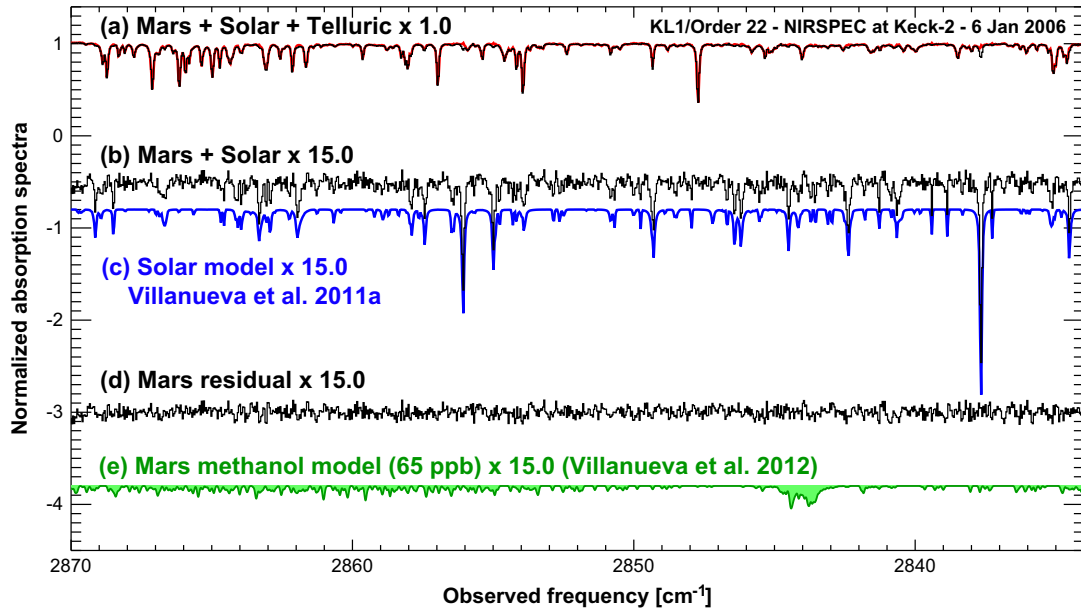 (a) Mars + Solar + Telluric x 1.0
KL1/Order 22 - NIRSPEC at Keck-2 - 6 Jan 2006
(b) Mars + Solar x 15.0
(c) Solar model x 15.0
Villanueva et al. 2011a
(d) Mars residual x 15.0
(e) Mars methanol model (65 ppb) x 15.0 (Villanueva et al. 2012)
Normalized absorption spectra
1
0
-1
-2
-3
-4
2870
2860
2850
2840
Observed frequency [cm-1]